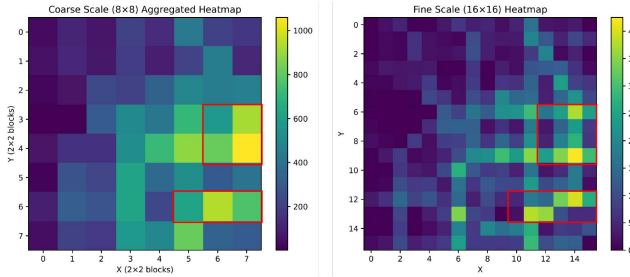 Coarse Scale (8×8) Aggregated Heatmap
0
1
2
3
4
5
6
7
Y (2×2 blocks)
0 1 2 3 4 5 6 7
X (2×2 blocks)
1000
800
600
400
200
Fine Scale (16×16) Heatmap
0
2
4
6
8
10
12
14
Y
0 2 4 6 8 10 12 14
X